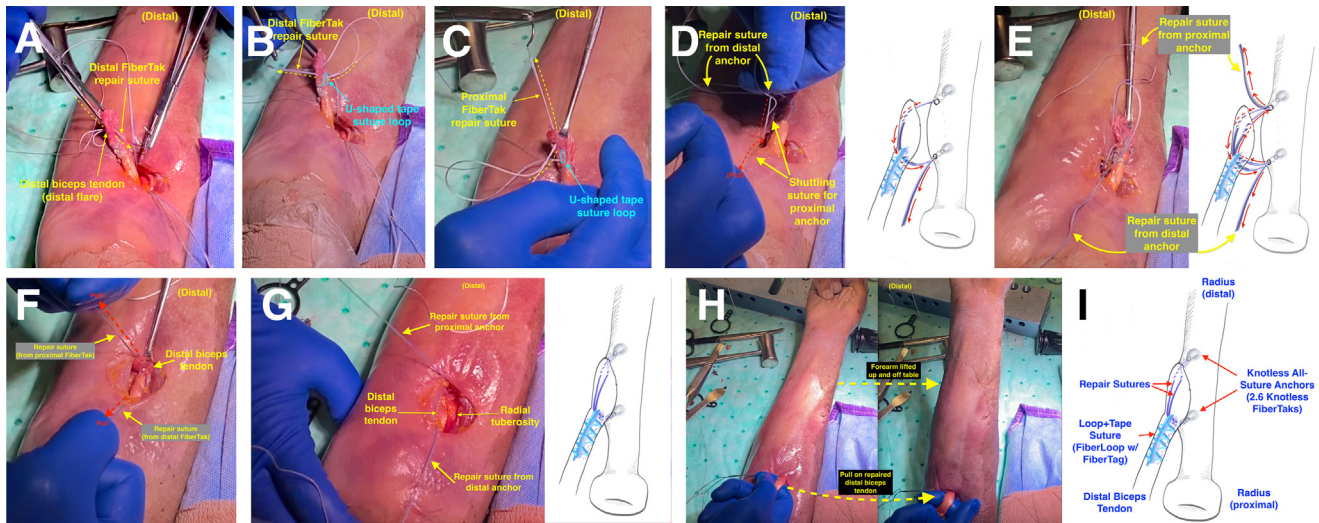 A
(Distal)
Distal FiberTak
repair suture
Distal biceps tendon
(distal flare)
B
(Distal)
Distal FiberTak
repair suture
U-shaped tape
suture loop
C
(Distal)
Proximal
FiberTak
repair suture
U-shaped tape
suture loop
D
(Distal)
Repair suture
from distal
anchor
Shuttling
suture for
proximal
anchor
E
(Distal)
Repair suture
from proximal
anchor
Repair suture
from distal
anchor
F
(Distal)
Repair suture
(from proximal FiberTak)
Distal biceps
tendon
Pull
Repair suture
(from distal FiberTak)
G
(Distal)
Repair suture from
proximal anchor
Distal
biceps
tendon
Radial
tuberosity
Repair suture from
distal anchor
H
(Distal)
Forearm lifted
up and off table
Pull on repaired
distal biceps
tendon
I
Radius
(distal)
Repair Sutures
Knotless All-
Suture Anchors
(2.6 Knotless
FiberTaks)
Loop+Tape
Suture
(FiberLoop w/
FiberTag)
Distal Biceps
Tendon
Radius
(proximal)